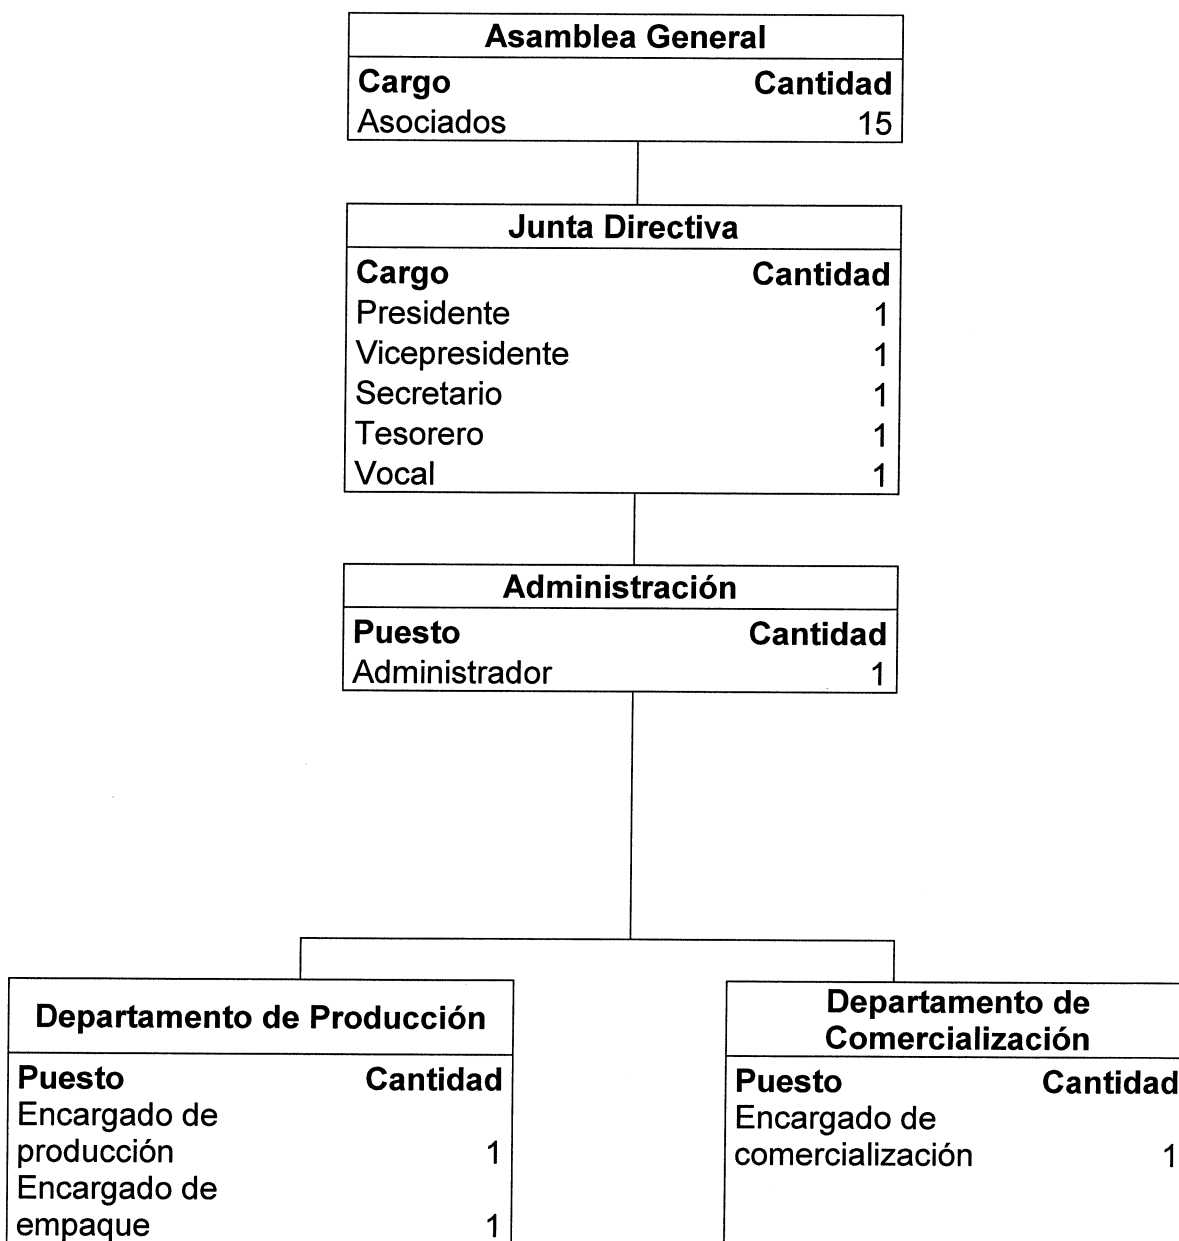 Asamblea General
Cargo Cantidad
Asociados 15
Junta Directiva
Cargo Cantidad
Presidente 1
Vicepresidente 1
Secretario 1
Tesorero 1
Vocal 1
Administración
Puesto Cantidad
Administrador 1
Departamento de Producción
Puesto Cantidad
Encargado de
producción 1
Encargado de
empaque 1
Departamento de
Comercialización
Puesto Cantidad
Encargado de
comercialización 1